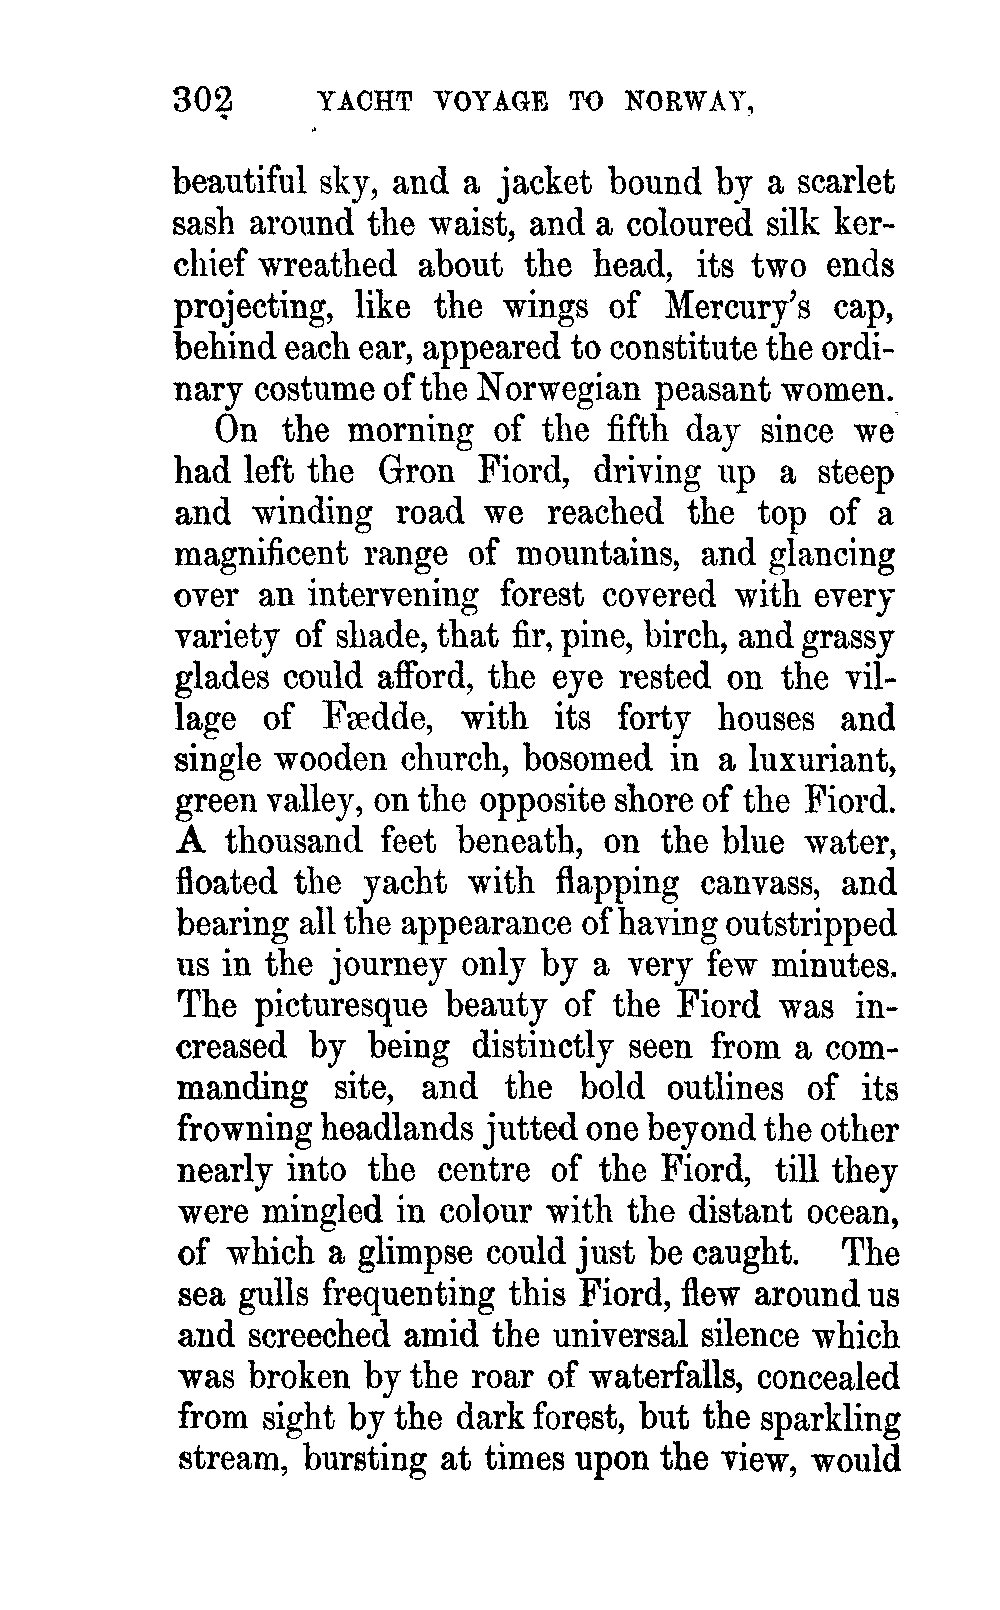 302 YACHT VOYAGE TO NORWAY,
beautiful sky, and a jacket bound by a scarlet
sash around the waist, and a coloured silk ker-
chief wreathed about the head, its two ends
projecting, like the wings of Mercury's cap,
behind each ear, appeared to constitute the ordi-
nary costume of the Norwegian peasant women.
On the morning of the fifth day since we
had left the Gron Fiord, driving up a steep
and winding road we reached the top of a
magnificent range of mountains, and glancing
over an intervening forest covered with every
variety of shade, that fir, pine, birch, and grassy
glades could afford, the eye rested on the vil-
lage of Fædde, with its forty houses and
single wooden church, bosomed in a luxuriant,
green valley, on the opposite shore of the Fiord.
A thousand feet beneath, on the blue water,
floated the yacht with flapping canvass, and
bearing all the appearance of having outstripped
us in the journey only by a very few minutes.
The picturesque beauty of the Fiord was in-
creased by being distinctly seen from a com-
manding site, and the bold outlines of its
frowning headlands jutted one beyond the other
nearly into the centre of the Fiord, till they
were mingled in colour with the distant ocean,
of which a glimpse could just be caught. The
sea gulls frequenting this Fiord, flew around us
and screeched amid the universal silence which
was broken by the roar of waterfalls, concealed
from sight by the dark forest, but the sparkling
stream, bursting at times upon the view, would